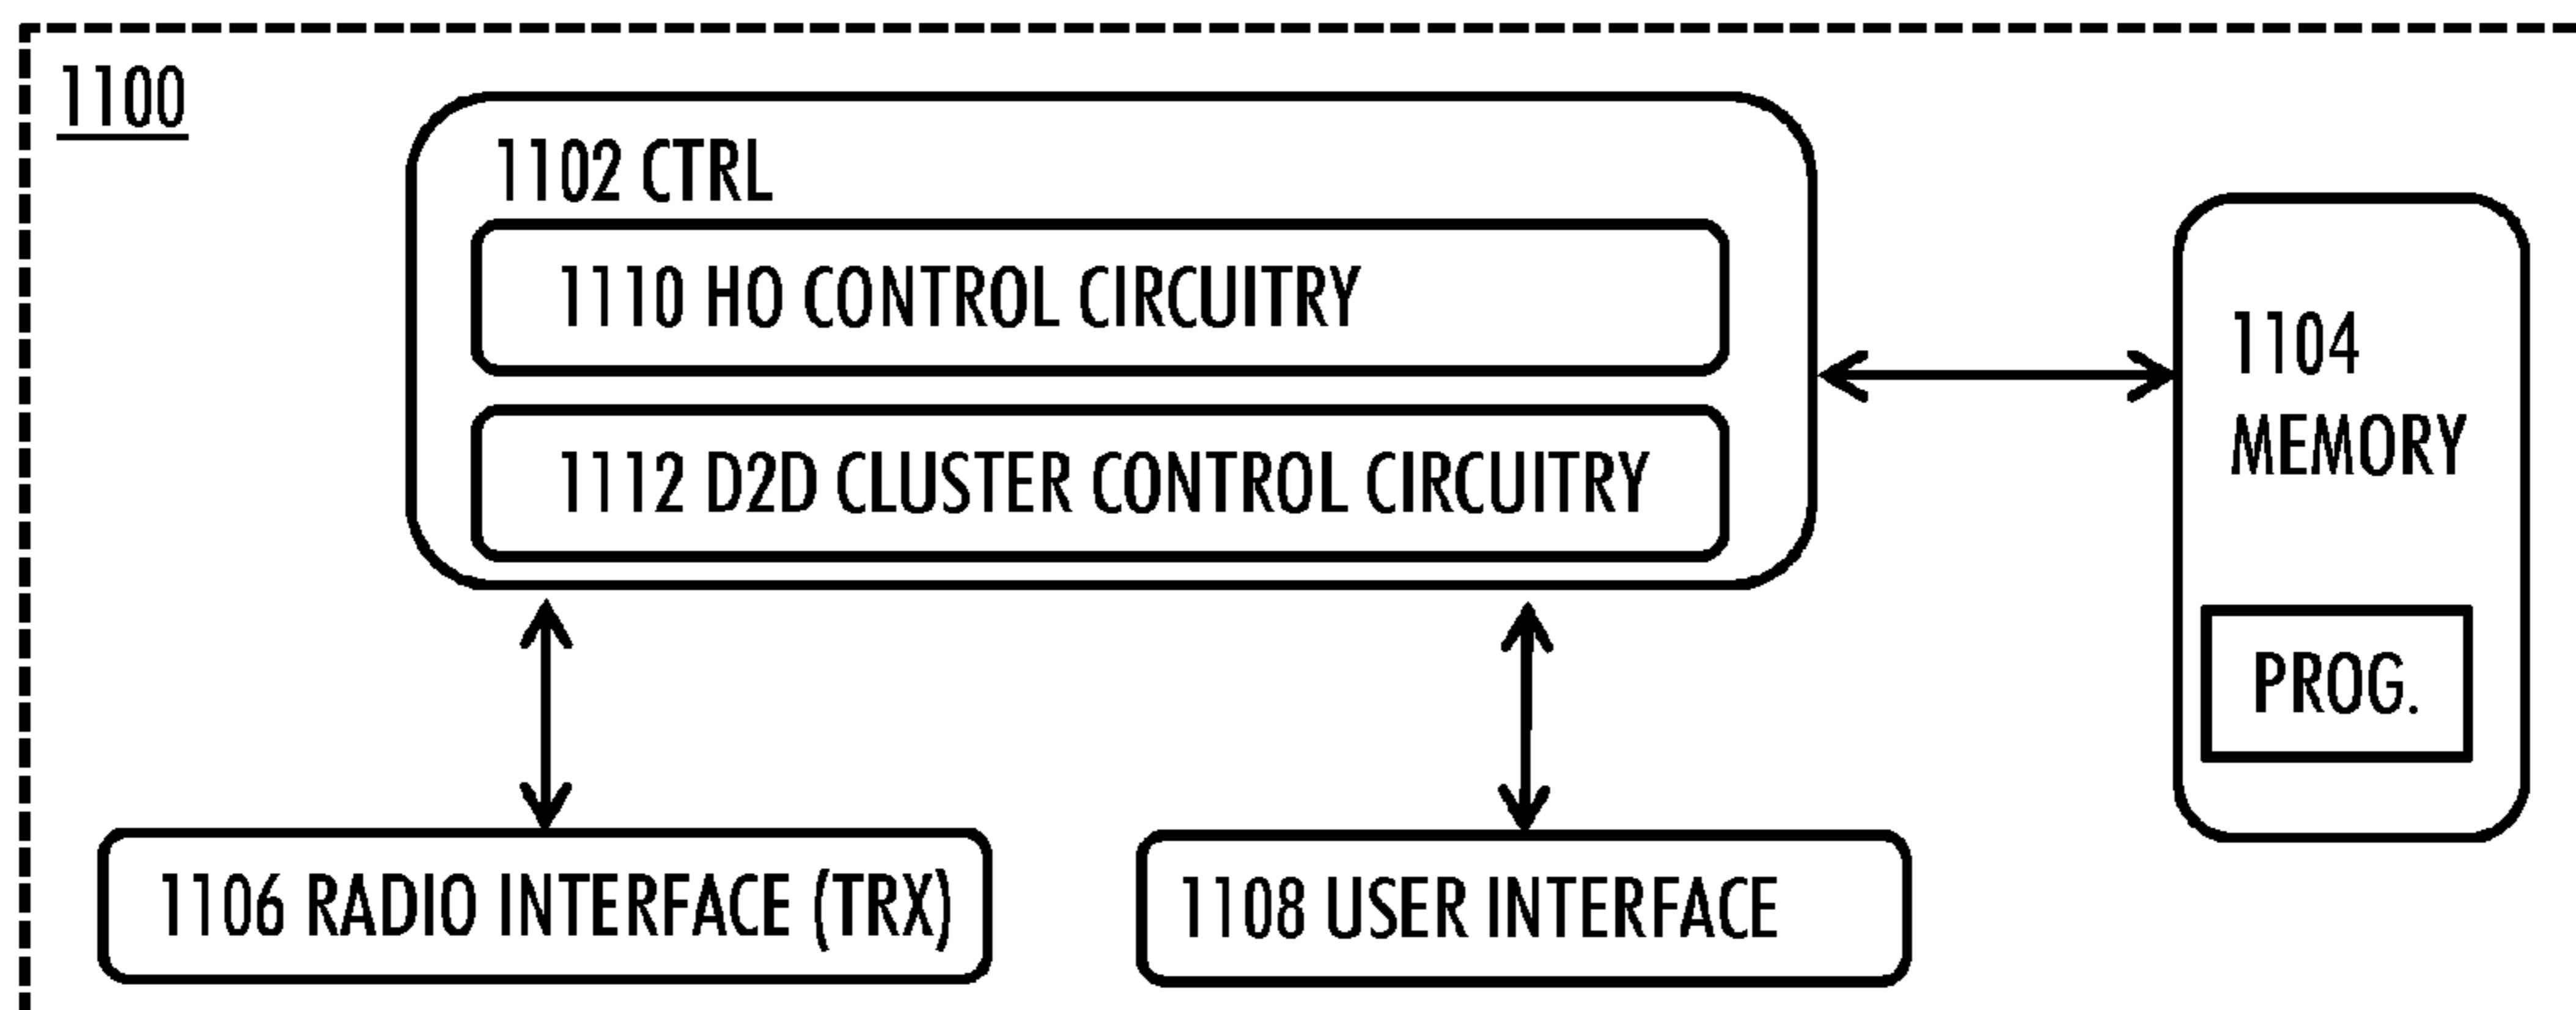 1100
1102 CTRL
1110 HO CONTROL CIRCUITRY
1112 D2D CLUSTER CONTROL CIRCUITRY
1104
MEMORY
PROG.
1106 RADIO INTERFACE (TRX)
1108 USER INTERFACE